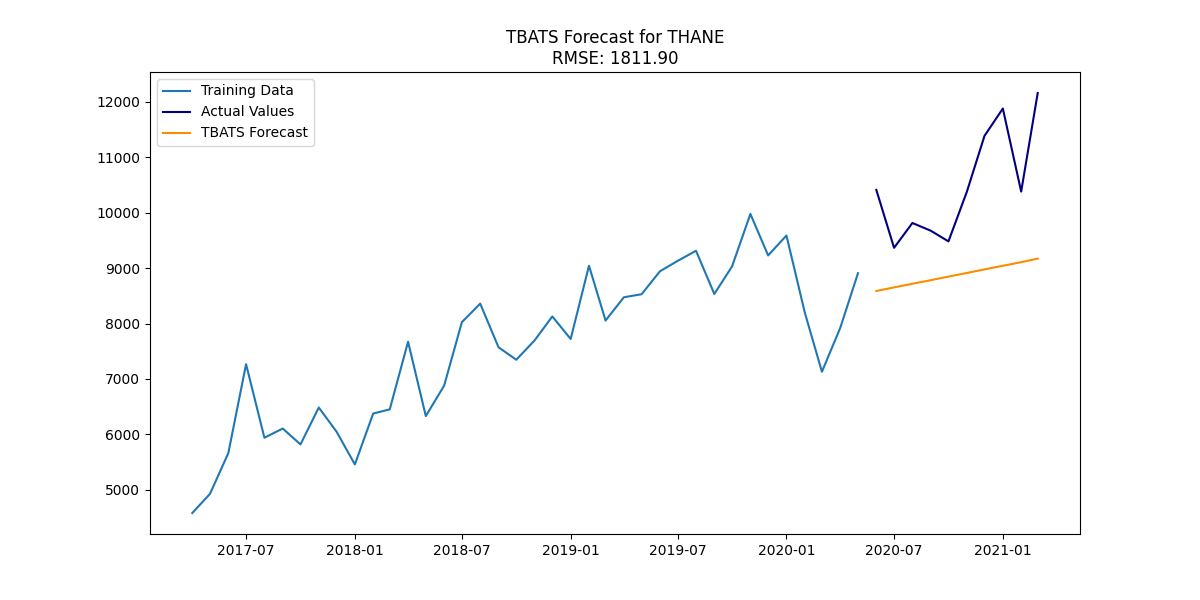 TBATS Forecast for THANE
RMSE: 1811.90
Training Data
Actual Values
TBATS Forecast
12000
11000
10000
9000
8000
7000
6000
5000
2017-07 2018-01 2018-07 2019-01 2019-07 2020-01 2020-07 2021-01